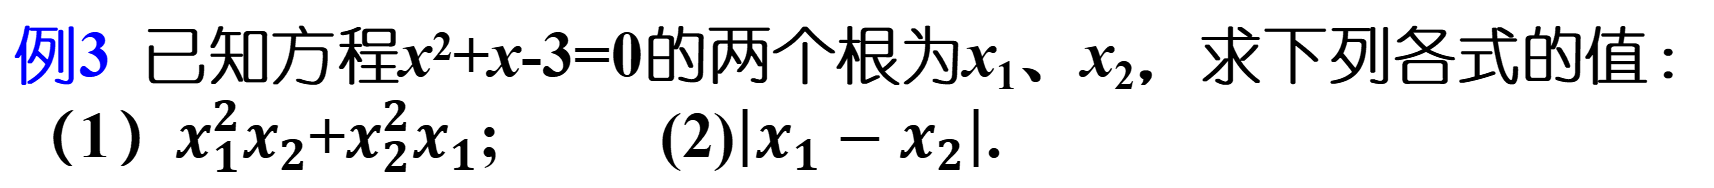 例3 已知方程x²+x-3=0的两个根为x₁、x₂，求下列各式的值：
（1）x₁²x₂+x₂²x₁; (2)|x₁ − x₂|.